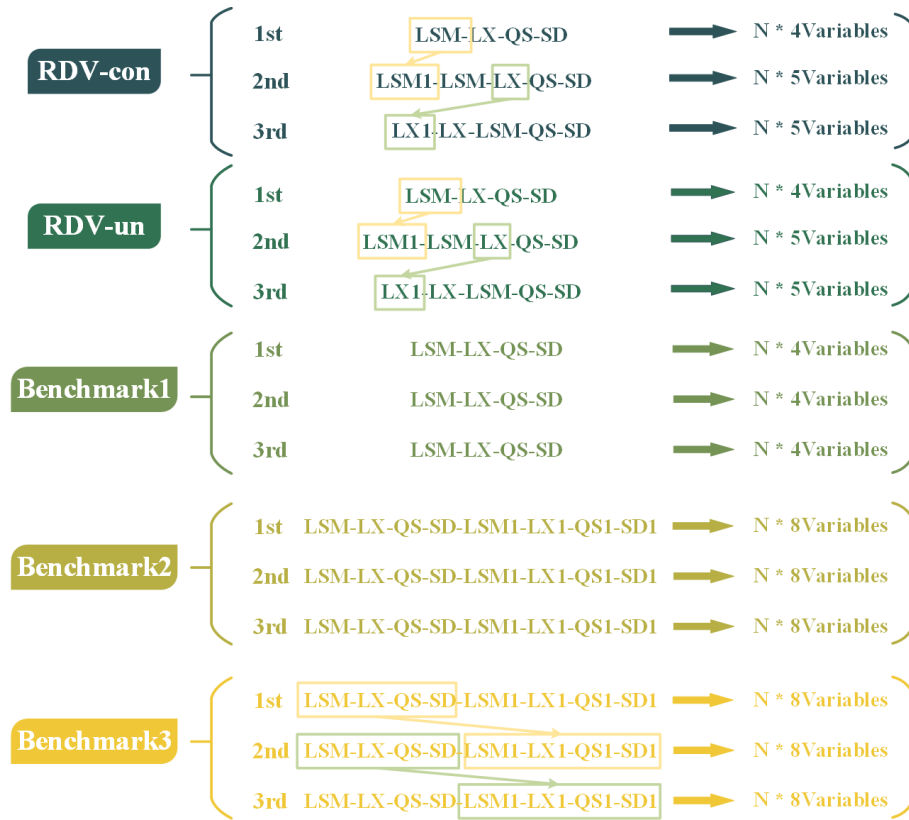 RDV-con
1st LSM-LX-QS-SD N * 4Variables
2nd LSM1-LSM-LX-QS-SD N * 5Variables
3rd LX1-LX-LSM-QS-SD N * 5Variables
RDV-un
1st LSM-LX-QS-SD N * 4Variables
2nd LSM1-LSM-LX-QS-SD N * 5Variables
3rd LX1-LX-LSM-QS-SD N * 5Variables
Benchmark1
1st LSM-LX-QS-SD N * 4Variables
2nd LSM-LX-QS-SD N * 4Variables
3rd LSM-LX-QS-SD N * 4Variables
Benchmark2
1st LSM-LX-QS-SD-LSM1-LX1-QS1-SD1 N * 8Variables
2nd LSM-LX-QS-SD-LSM1-LX1-QS1-SD1 N * 8Variables
3rd LSM-LX-QS-SD-LSM1-LX1-QS1-SD1 N * 8Variables
Benchmark3
1st LSM-LX-QS-SD-LSM1-LX1-QS1-SD1 N * 8Variables
2nd LSM-LX-QS-SD-LSM1-LX1-QS1-SD1 N * 8Variables
3rd LSM-LX-QS-SD-LSM1-LX1-QS1-SD1 N * 8Variables